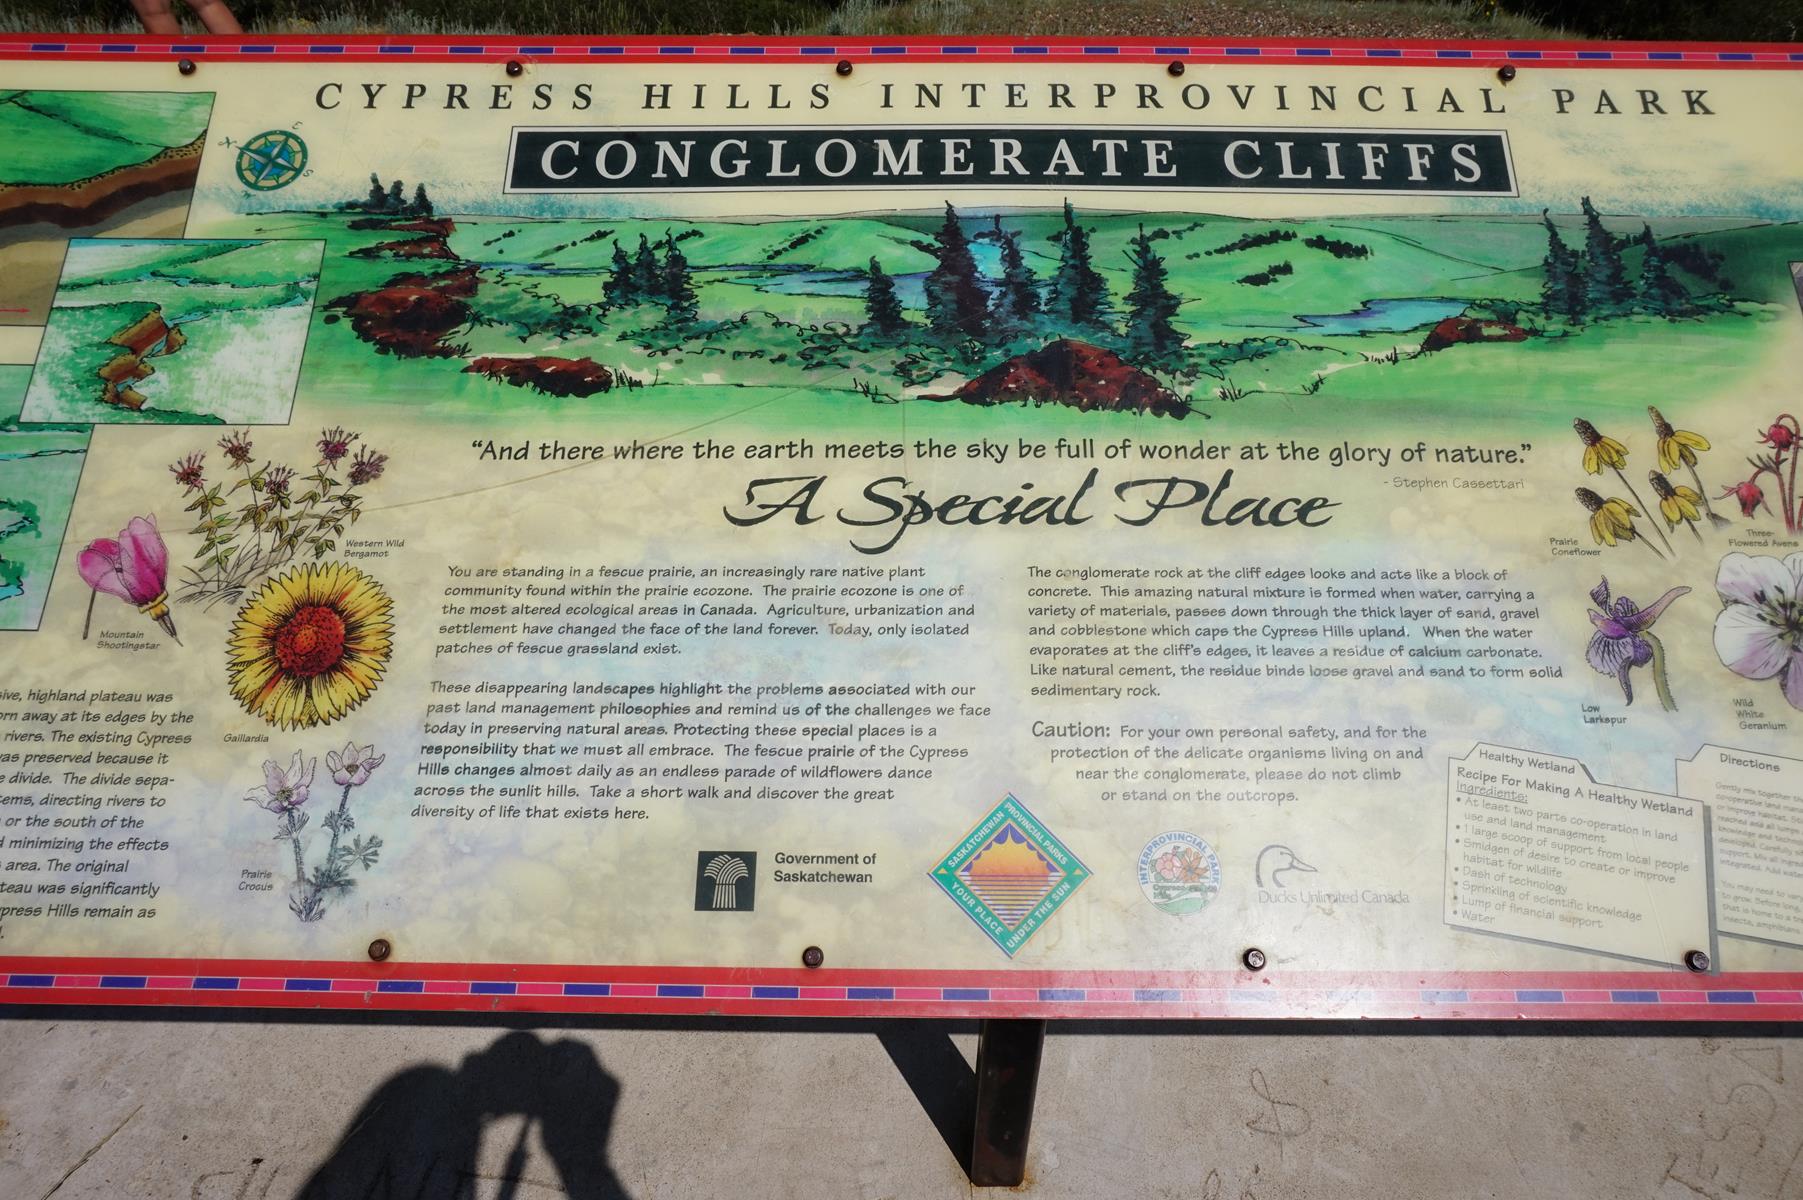 CYPRESS HILLS INTERPROVINCIAL PARK
CONGLOMERATE CLIFFS
E
S
“And there where the earth meets the sky be full of wonder at the glory of nature.”
- Stephen Cassettari
A Special Place
You are standing in a fescue prairie, an increasingly rare native plant
community found within the prairie ecozone. The prairie ecozone is one of
the most altered ecological areas in Canada. Agriculture, urbanization and
settlement have changed the face of the land forever. Today, only isolated
patches of fescue grassland exist.
These disappearing landscapes highlight the problems associated with our
past land management philosophies and remind us of the challenges we face
today in preserving natural areas. Protecting these special places is a
responsibility that we must all embrace. The fescue prairie of the Cypress
Hills changes almost daily as an endless parade of wildflowers dance
across the sunlit hills. Take a short walk and discover the great
diversity of life that exists here.
The conglomerate rock at the cliff edges looks and acts like a block of
concrete. This amazing natural mixture is formed when water, carrying a
variety of materials, passes down through the thick layer of sand, gravel
and cobblestone which caps the Cypress Hills upland. When the water
evaporates at the cliff's edges, it leaves a residue of calcium carbonate.
Like natural cement, the residue binds loose gravel and sand to form solid
sedimentary rock.
Caution: For your own personal safety, and for the
protection of the delicate organisms living on and
near the conglomerate, please do not climb
or stand on the outcrops.
Western Wild
Bergamot
Mountain
Shootingstar
Gaillardia
Prairie
Crocus
Prairie
Coneflower
Three-
Flowered Avens
Low
Larkspur
Wild
White
Geranium
sive, highland plateau was
orn away at its edges by the
rivers. The existing Cypress
was preserved because it
e divide. The divide sepa-
tems, directing rivers to
or the south of the
d minimizing the effects
area. The original
teau was significantly
press Hills remain as
Government of
Saskatchewan
SASKATCHEWAN PROVINCIAL PARKS
YOUR PLACE UNDER THE SUN
INTERPROVINCIAL PARK
Cypress Hills
Ducks Unlimited Canada
Healthy Wetland
Recipe For Making A Healthy Wetland
Ingredients:
• At least two parts co-operation in land
use and land management
• 1 large scoop of support from local people
• Smidgen of desire to create or improve
habitat for wildlife
• Dash of technology
• Sprinkling of scientific knowledge
• Lump of financial support
• Water
Directions
Gently mix together th